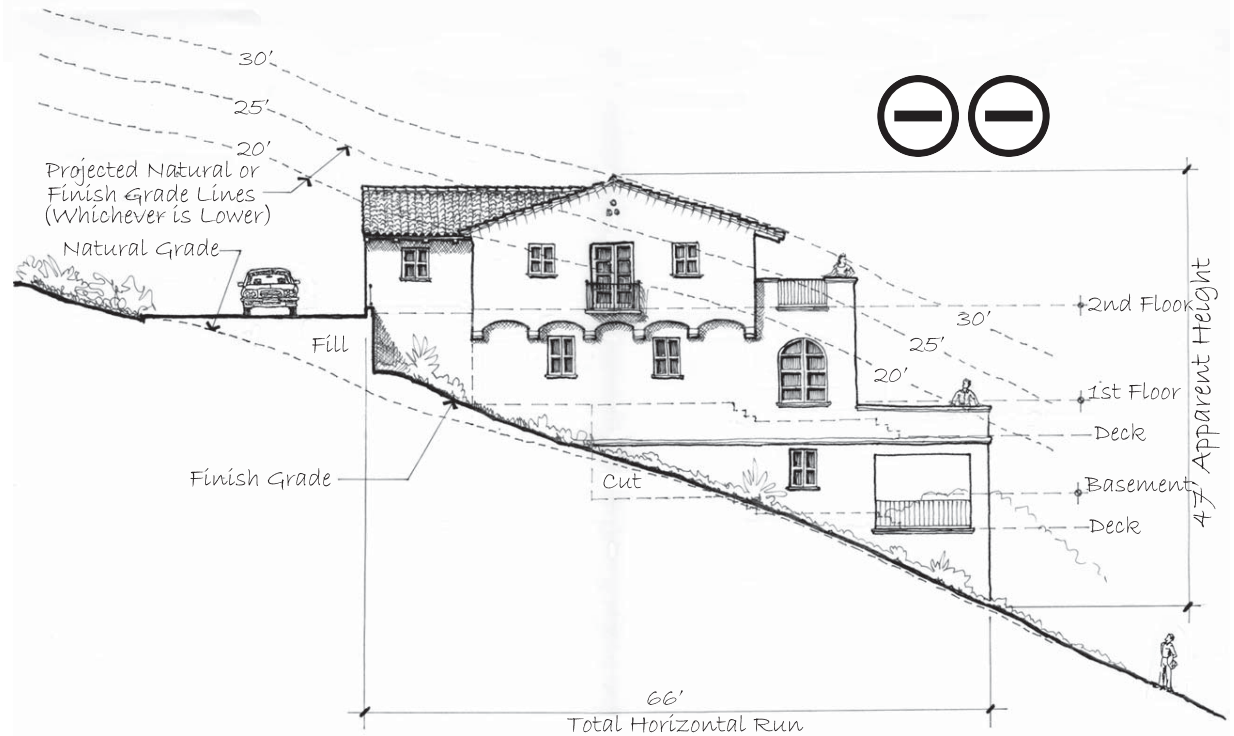 30'
25'
20'
Projected Natural or
Finish Grade Lines
(Whichever is Lower)
Natural Grade
Fill
Finish Grade
Cut
30'
25'
20'
2nd Floor
1st Floor
Deck
Basement
Deck
47' Apparent Height
66'
Total Horizontal Run